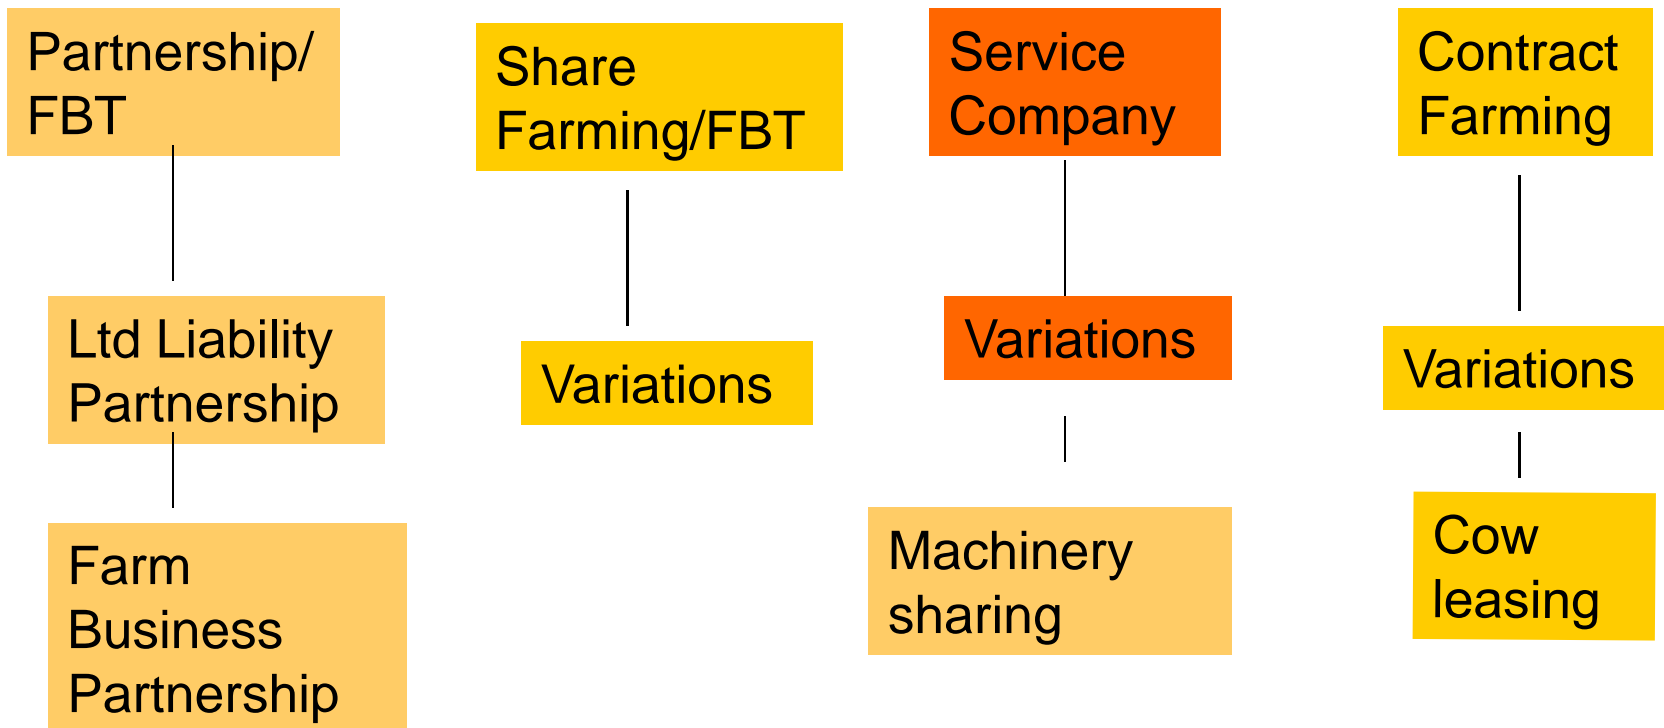 Partnership/
FBT
Share
Farming/FBT
Service
Company
Contract
Farming
Ltd Liability
Partnership
Variations
Variations
Variations
Farm
Business
Partnership
Machinery
sharing
Cow
leasing